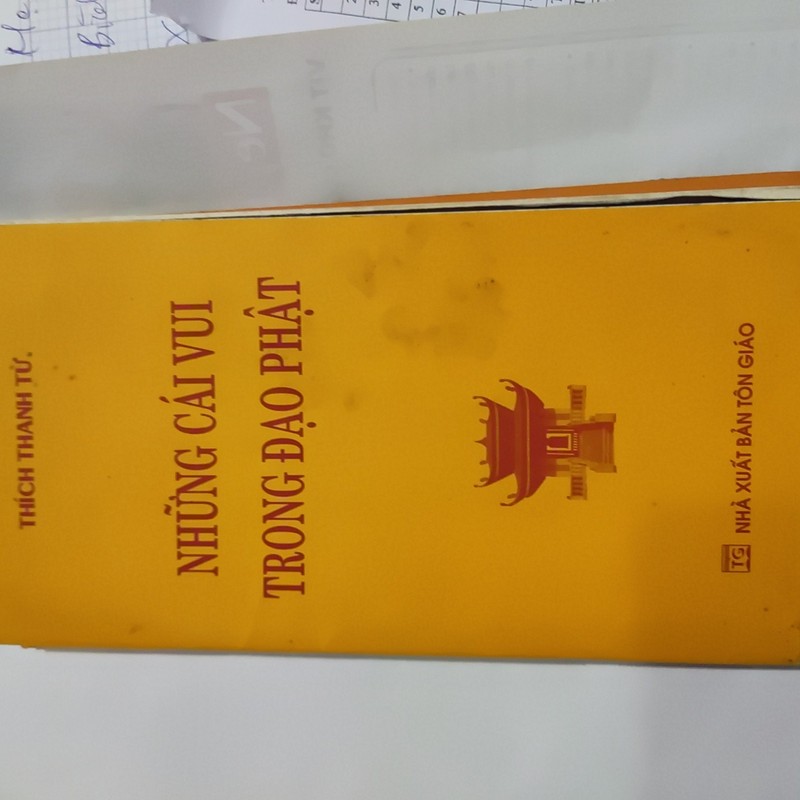 THÍCH THANH TỪ
NHỮNG CÁI VUI
TRONG ĐẠO PHẬT
TG NHÀ XUẤT BẢN TÔN GIÁO